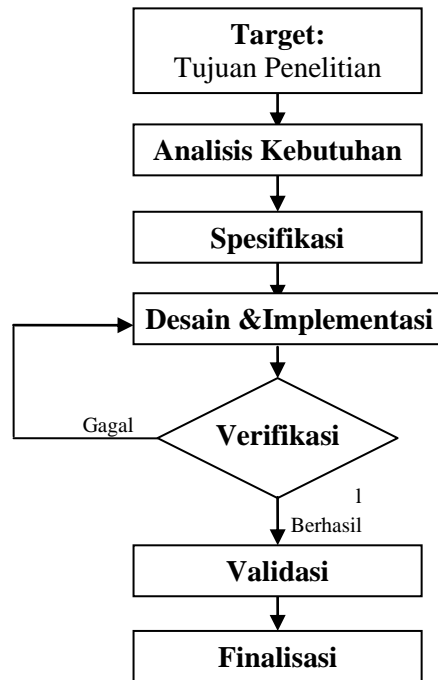 Target:
Tujuan Penelitian
Analisis Kebutuhan
Spesifikasi
Desain &Implementasi
Gagal
Verifikasi
1
Berhasil
Validasi
Finalisasi